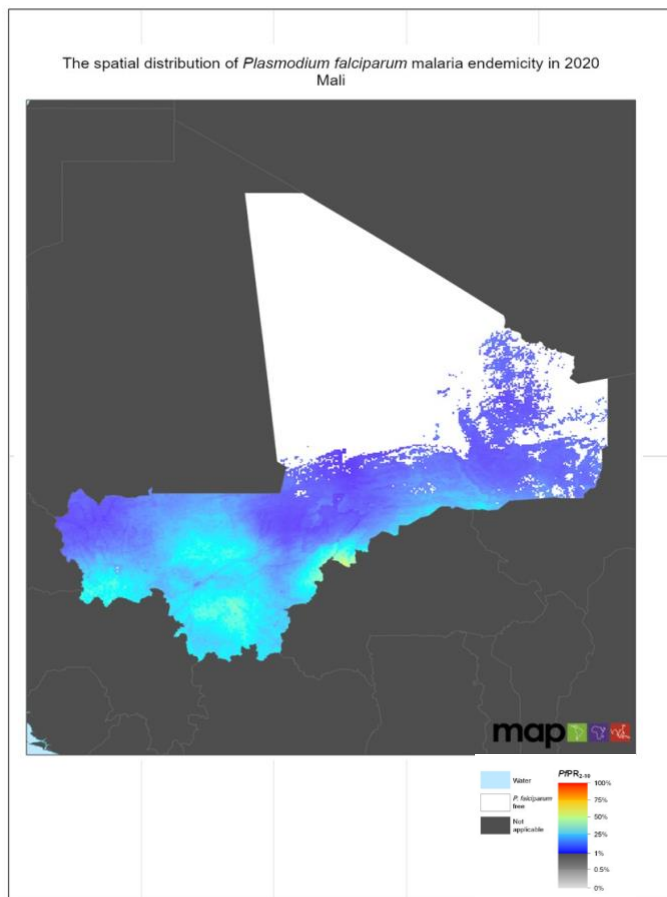 The spatial distribution of Plasmodium falciparum malaria endemicity in 2020
Mali
map
Water
P. falciparum
free
Not
applicable
PfPR2-10
100%
75%
50%
25%
1%
0.5%
0%